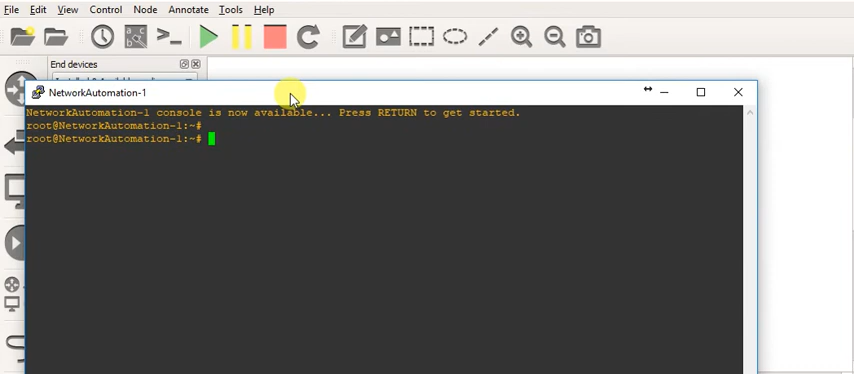 File Edit View Control Node Annotate Tools Help
End devices
NetworkAutomation-1
NetworkAutomation-1 console is now available... Press RETURN to get started.
root@NetworkAutomation-1:~#
root@NetworkAutomation-1:~#